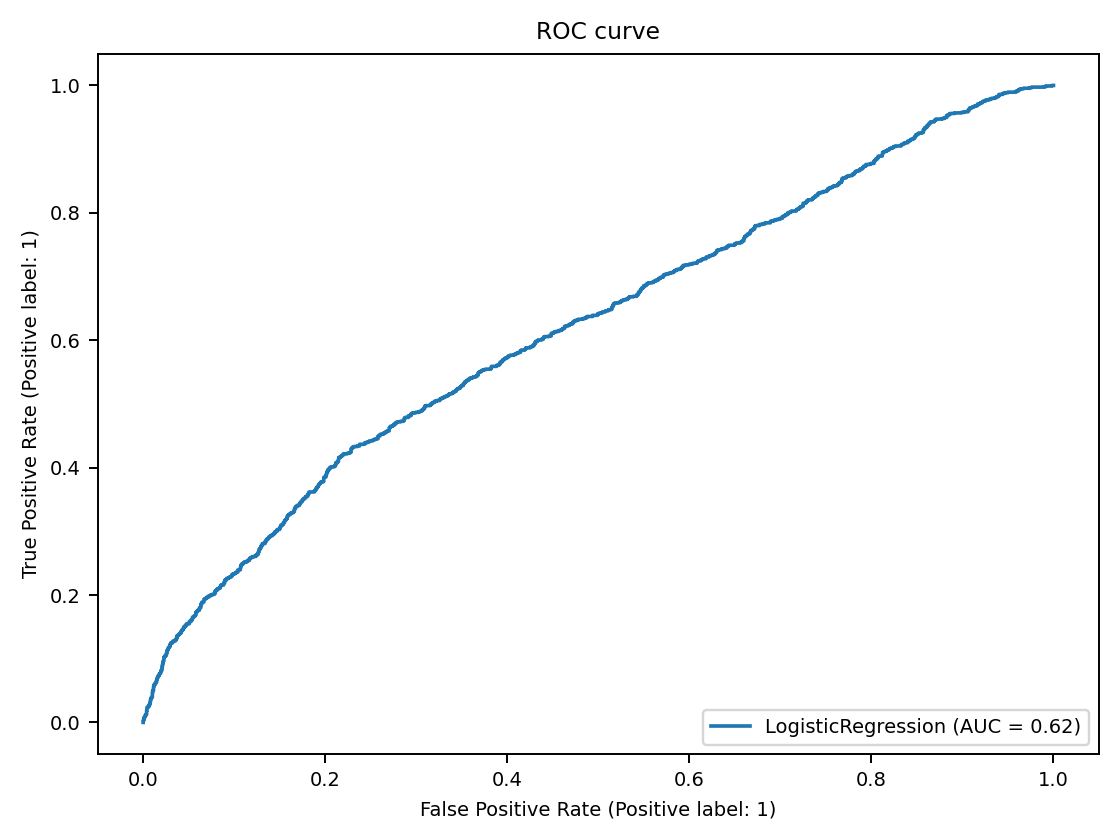 ROC curve
True Positive Rate (Positive label: 1)
1.0
0.8
0.6
0.4
0.2
0.0
LogisticRegression (AUC = 0.62)
0.0 0.2 0.4 0.6 0.8 1.0
False Positive Rate (Positive label: 1)